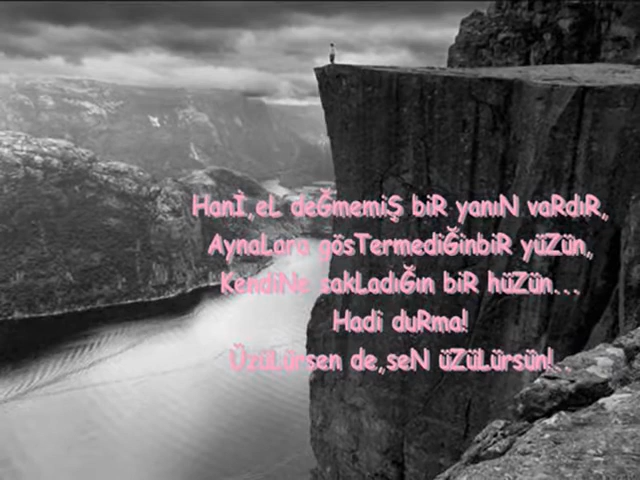 Hanİ,eL deĞmemiŞ biR yanıN vaRdıR,,
AynaLara gösTermediĞinbiR yüZün,,
KendiNe sakLadıĞın biR hüZün...
Hadi duRma!
ÜzüLürsen de,,seN üZüLürsün!..